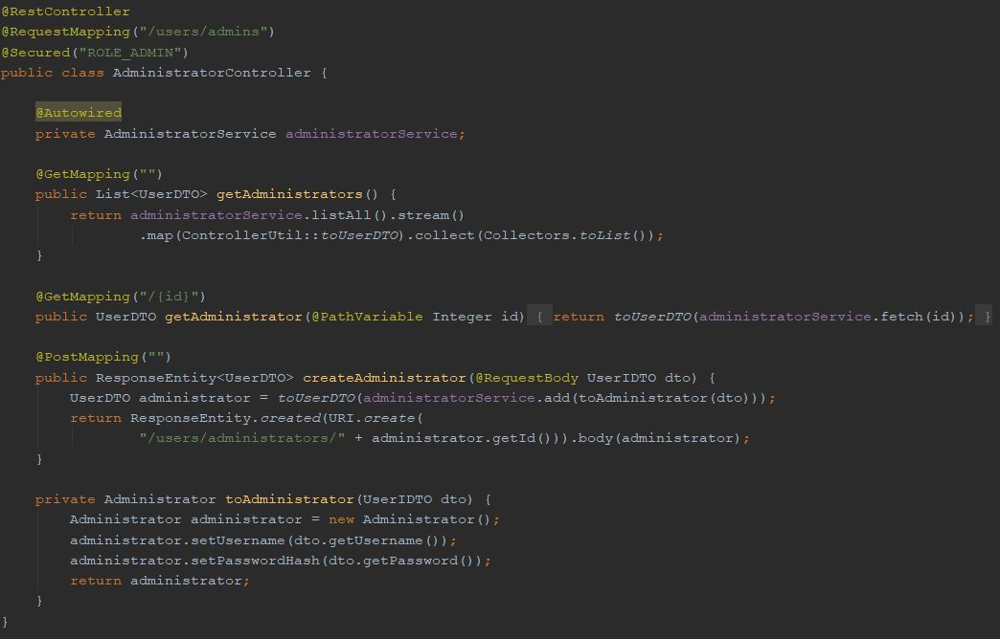 @RestController
@RequestMapping("/users/admins")
@Secured("ROLE_ADMIN")
public class AdministratorController {
@Autowired
private AdministratorService administratorService;
@GetMapping("")
public List<UserDTO> getAdministrators() {
return administratorService.listAll().stream()
.map(ControllerUtil::toUserDTO).collect(Collectors.toList());
}
@GetMapping("/{id}")
public UserDTO getAdministrator(@PathVariable Integer id) { return toUserDTO(administratorService.fetch(id)); }
@PostMapping("")
public ResponseEntity<UserDTO> createAdministrator(@RequestBody UserIDTO dto) {
UserDTO administrator = toUserDTO(administratorService.add(toAdministrator(dto)));
return ResponseEntity.created(URI.create(
"/users/administrators/" + administrator.getId())).body(administrator);
}
private Administrator toAdministrator(UserIDTO dto) {
Administrator administrator = new Administrator();
administrator.setUsername(dto.getUsername());
administrator.setPasswordHash(dto.getPassword());
return administrator;
}
}